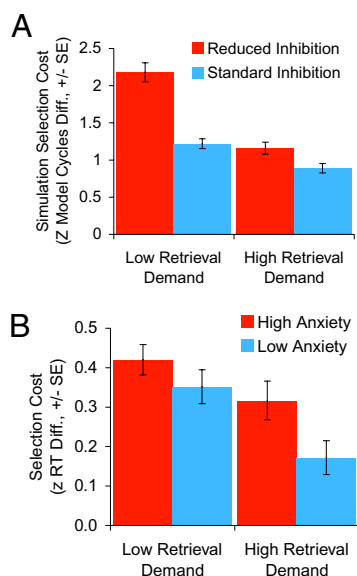 A
Simulation Selection Cost
(Z Model Cycles Diff., +/- SE)
2.5
2
1.5
1
0.5
0
Reduced Inhibition
Standard Inhibition
Low Retrieval
Demand
High Retrieval
Demand
B
Selection Cost
(z RT Diff., +/- SE)
0.5
0.4
0.3
0.2
0.1
0.0
High Anxiety
Low Anxiety
Low Retrieval
Demand
High Retrieval
Demand